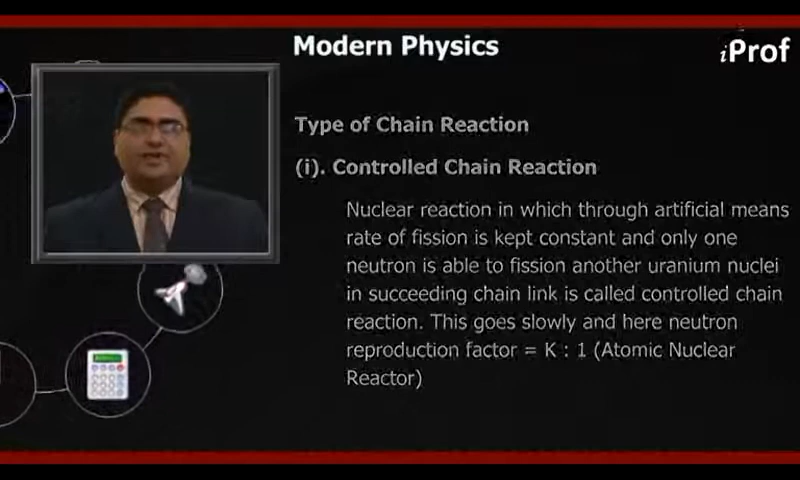 Modern Physics
iProf
Type of Chain Reaction
(i). Controlled Chain Reaction
Nuclear reaction in which through artificial means
rate of fission is kept constant and only one
neutron is able to fission another uranium nuclei
in succeeding chain link is called controlled chain
reaction. This goes slowly and here neutron
reproduction factor = K : 1 (Atomic Nuclear
Reactor)